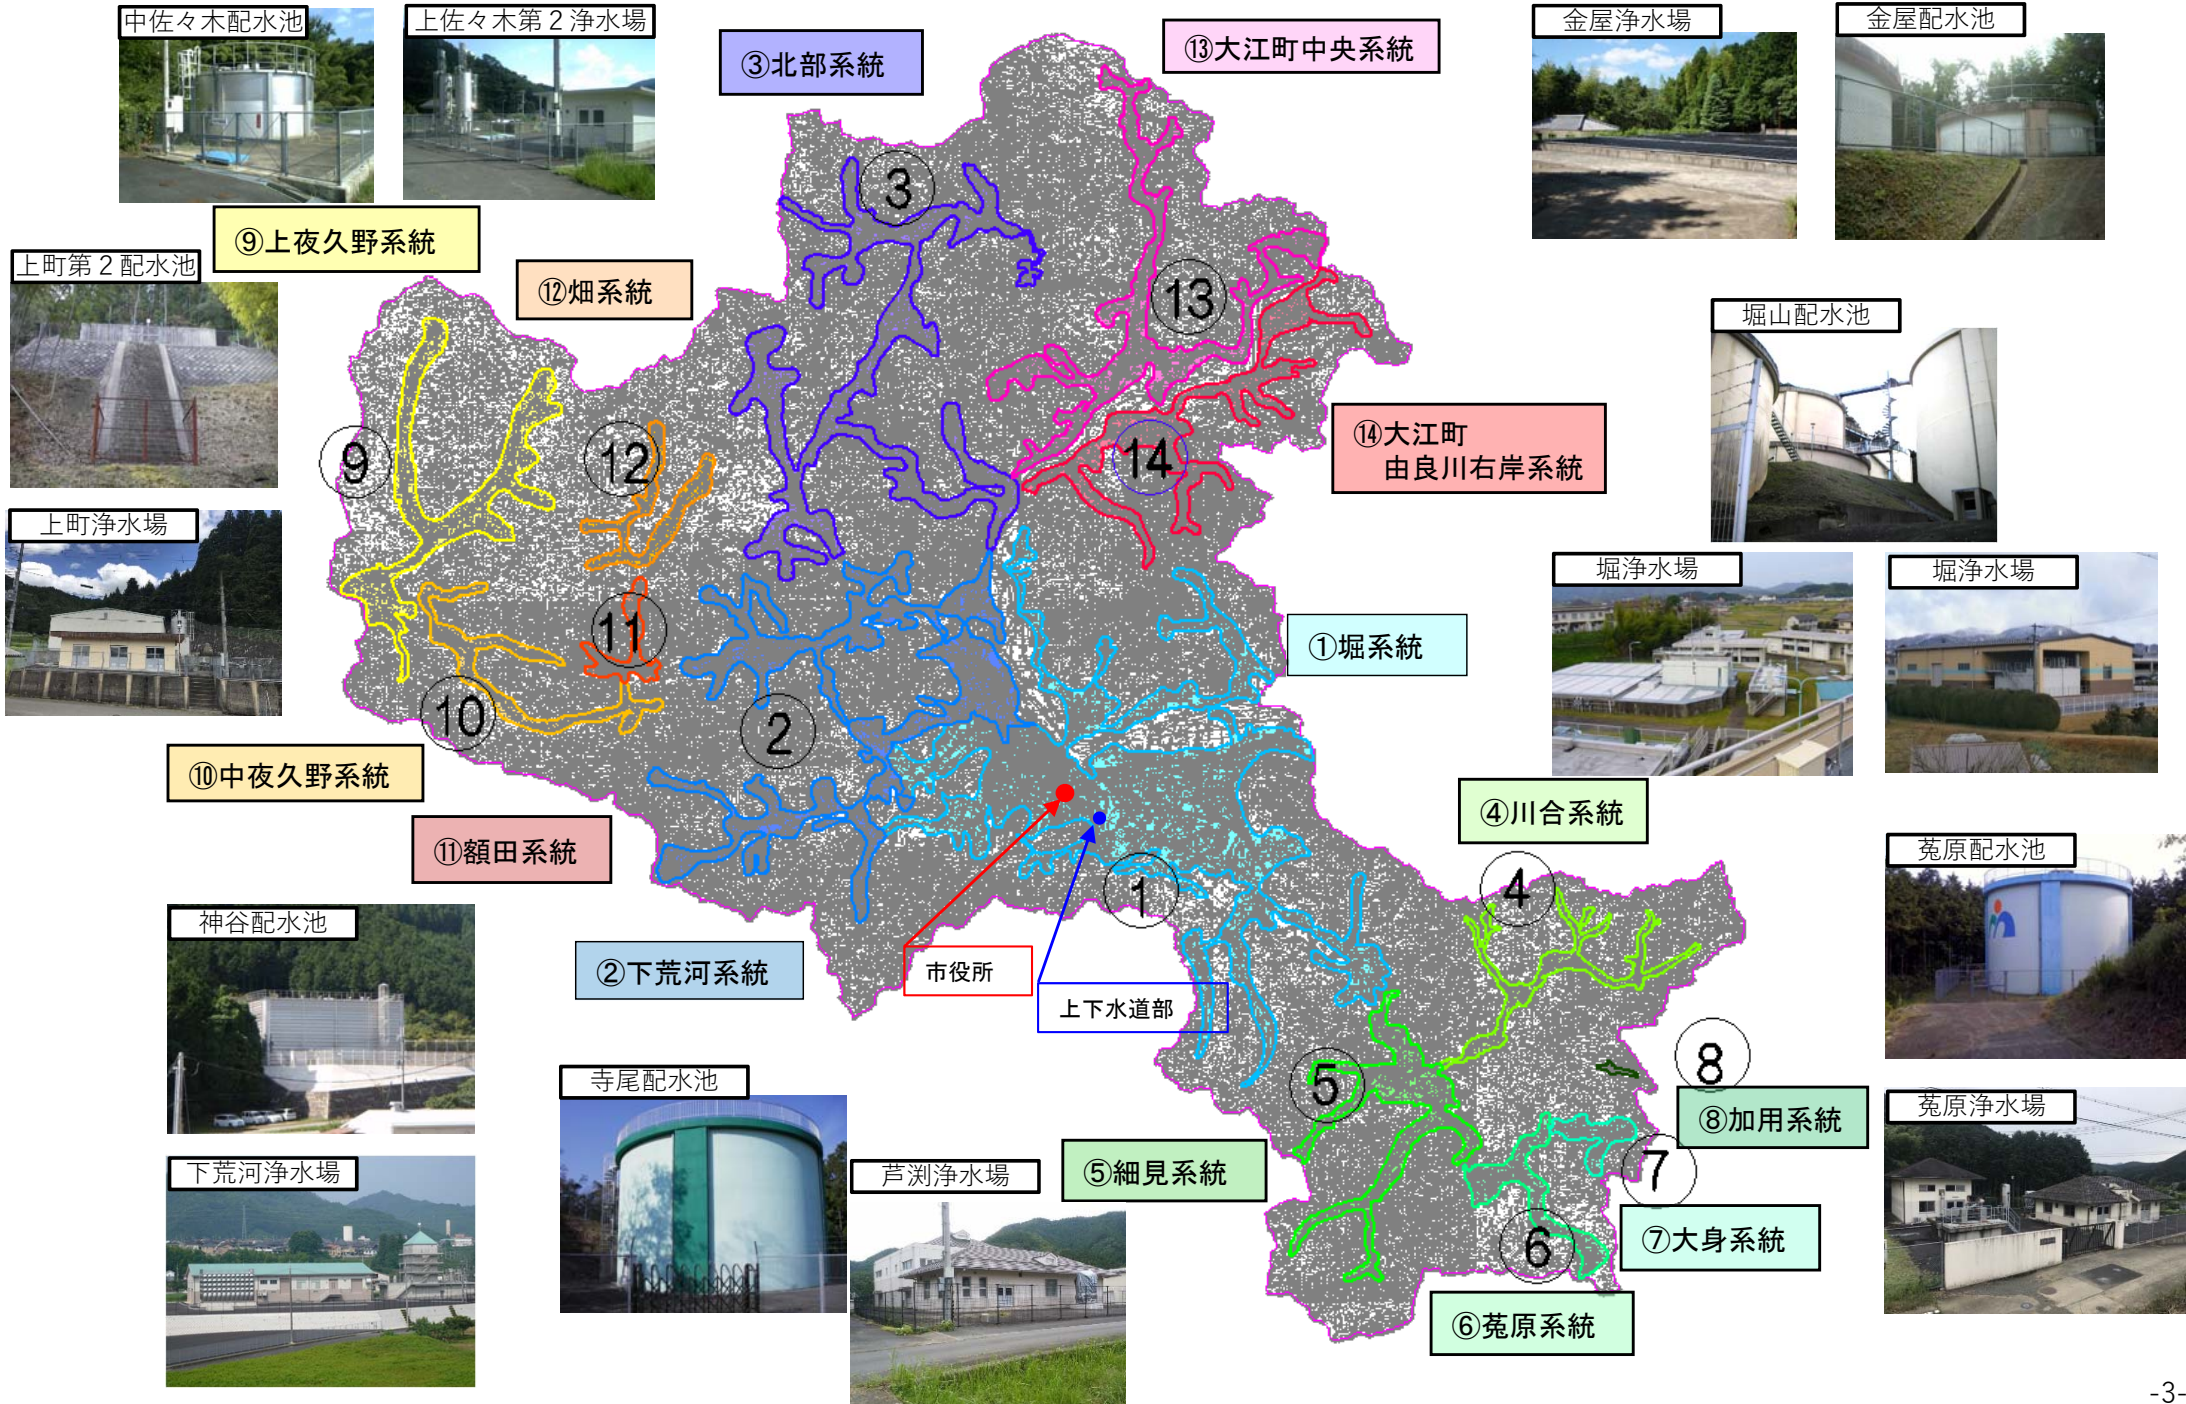 中佐々木配水池
上佐々木第２浄水場
③北部系統
⑬大江町中央系統
金屋浄水場
金屋配水池
⑨上夜久野系統
上町第２配水池
⑫畑系統
堀山配水池
3
13
9
12
14
⑭大江町
由良川右岸系統
上町浄水場
堀浄水場
堀浄水場
11
①堀系統
10
2
⑩中夜久野系統
④川合系統
⑪額田系統
菟原配水池
1
4
神谷配水池
②下荒河系統
市役所
上下水道部
8
5
寺尾配水池
菟原浄水場
⑧加用系統
下荒河浄水場
芦渕浄水場
⑤細見系統
7
6
⑦大身系統
⑥菟原系統
-3-